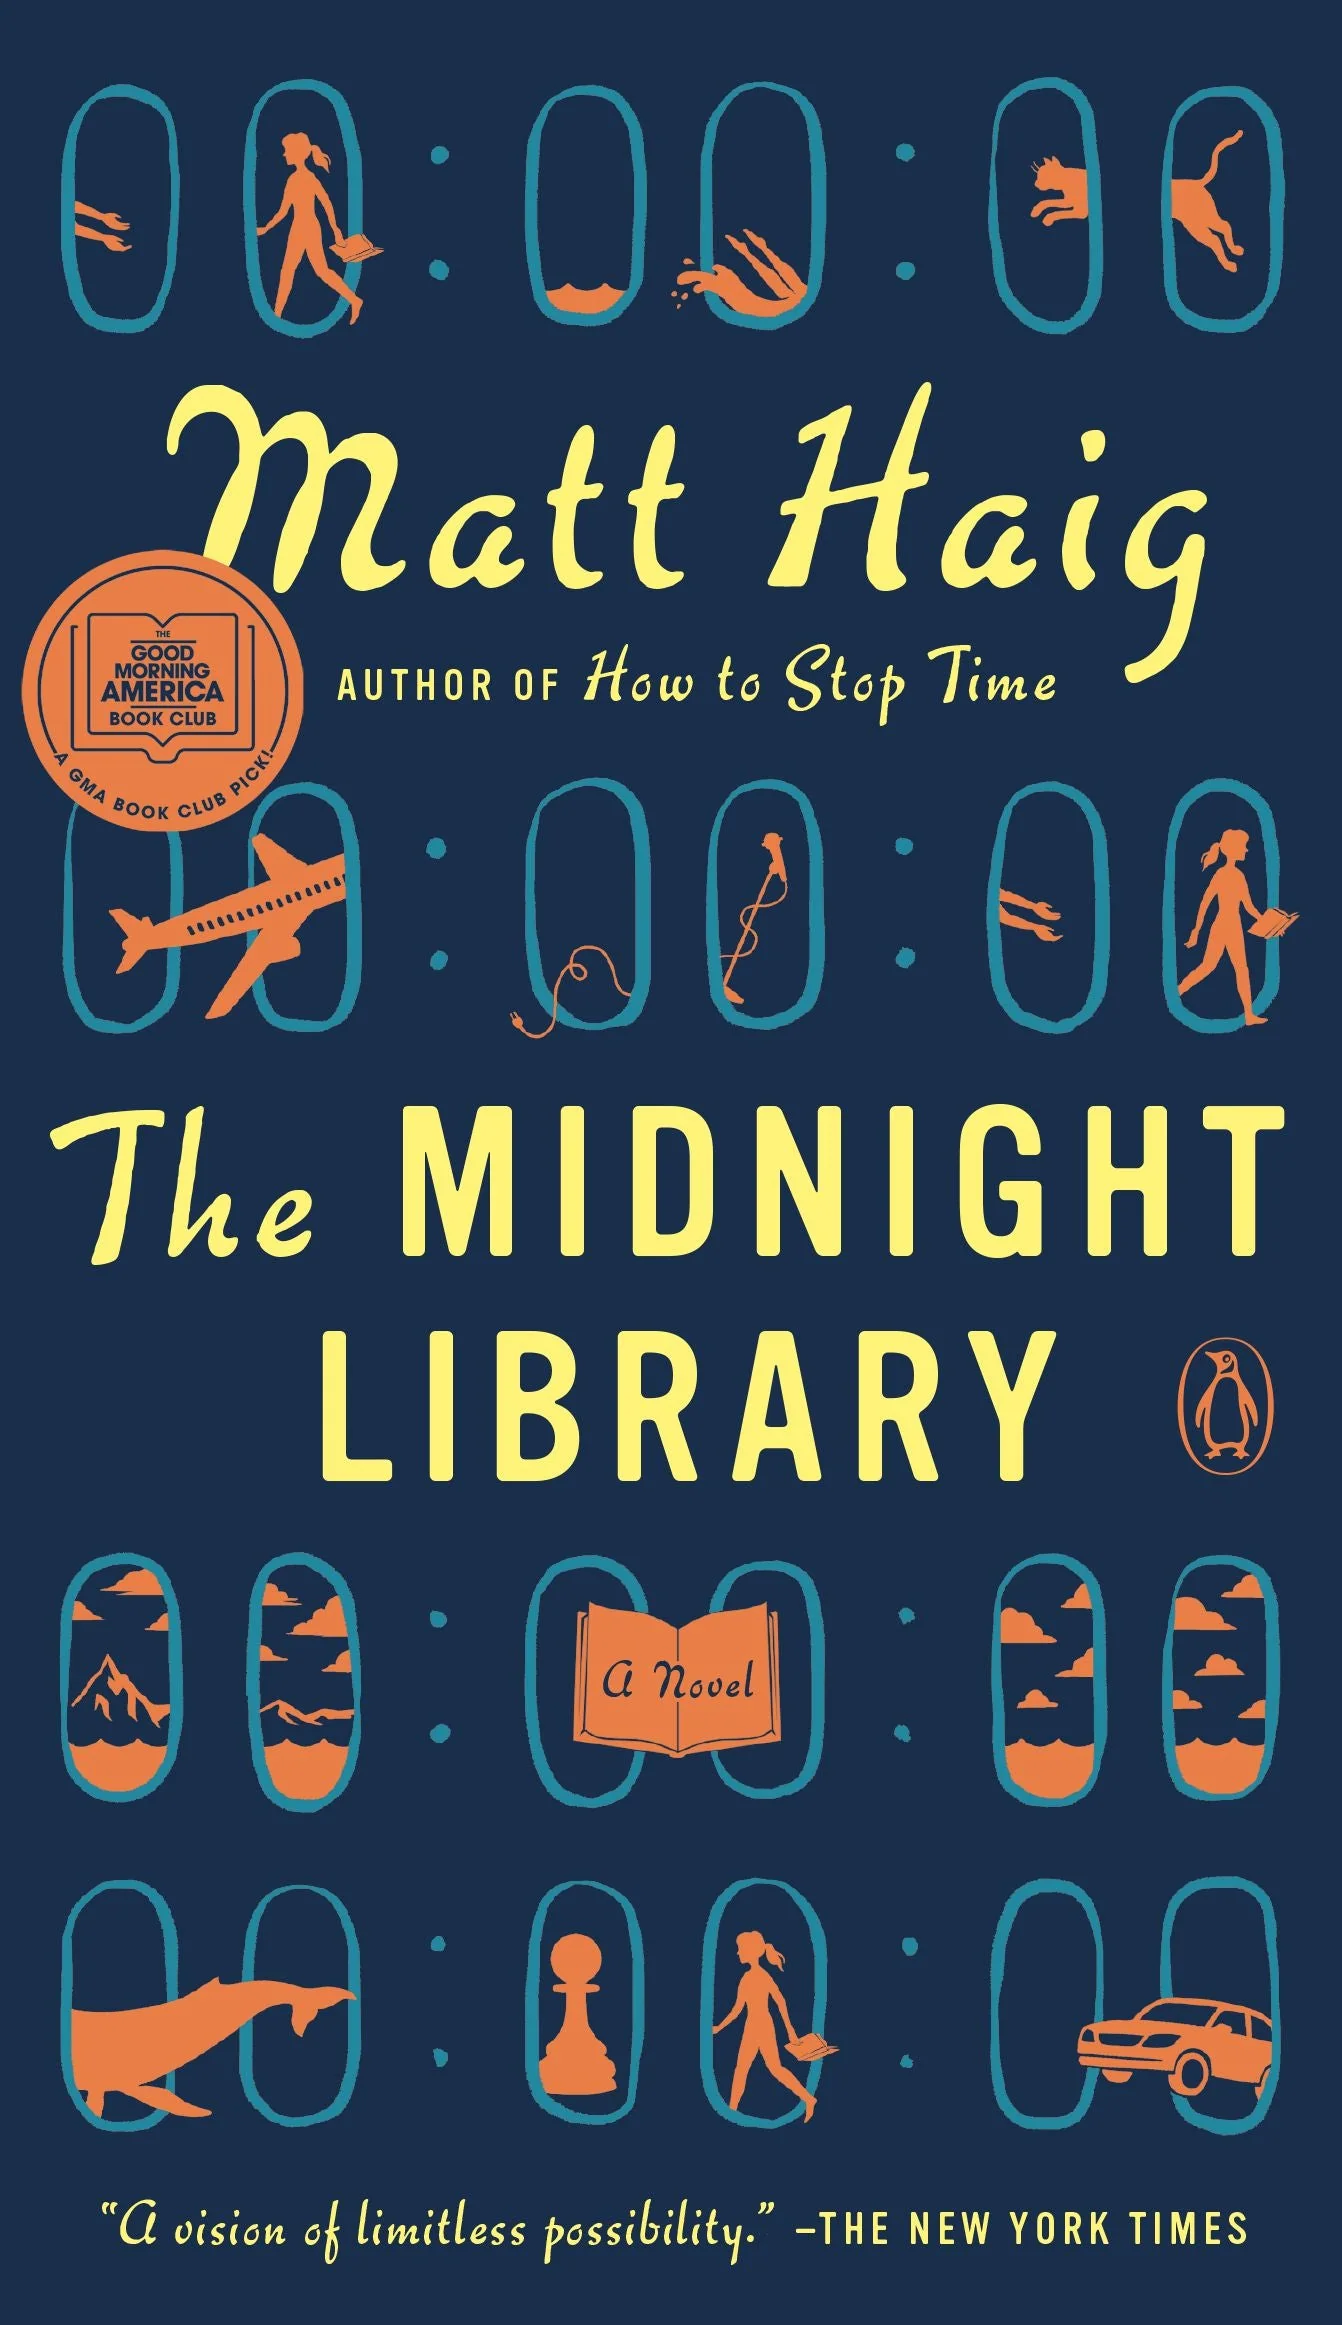 Matt Haig
AUTHOR OF How to Stop Time
THE
GOOD
MORNING
AMERICA
BOOK CLUB
A GMA BOOK CLUB PICK!
The MIDNIGHT
LIBRARY
A Novel
“A vision of limitless possibility.” –THE NEW YORK TIMES